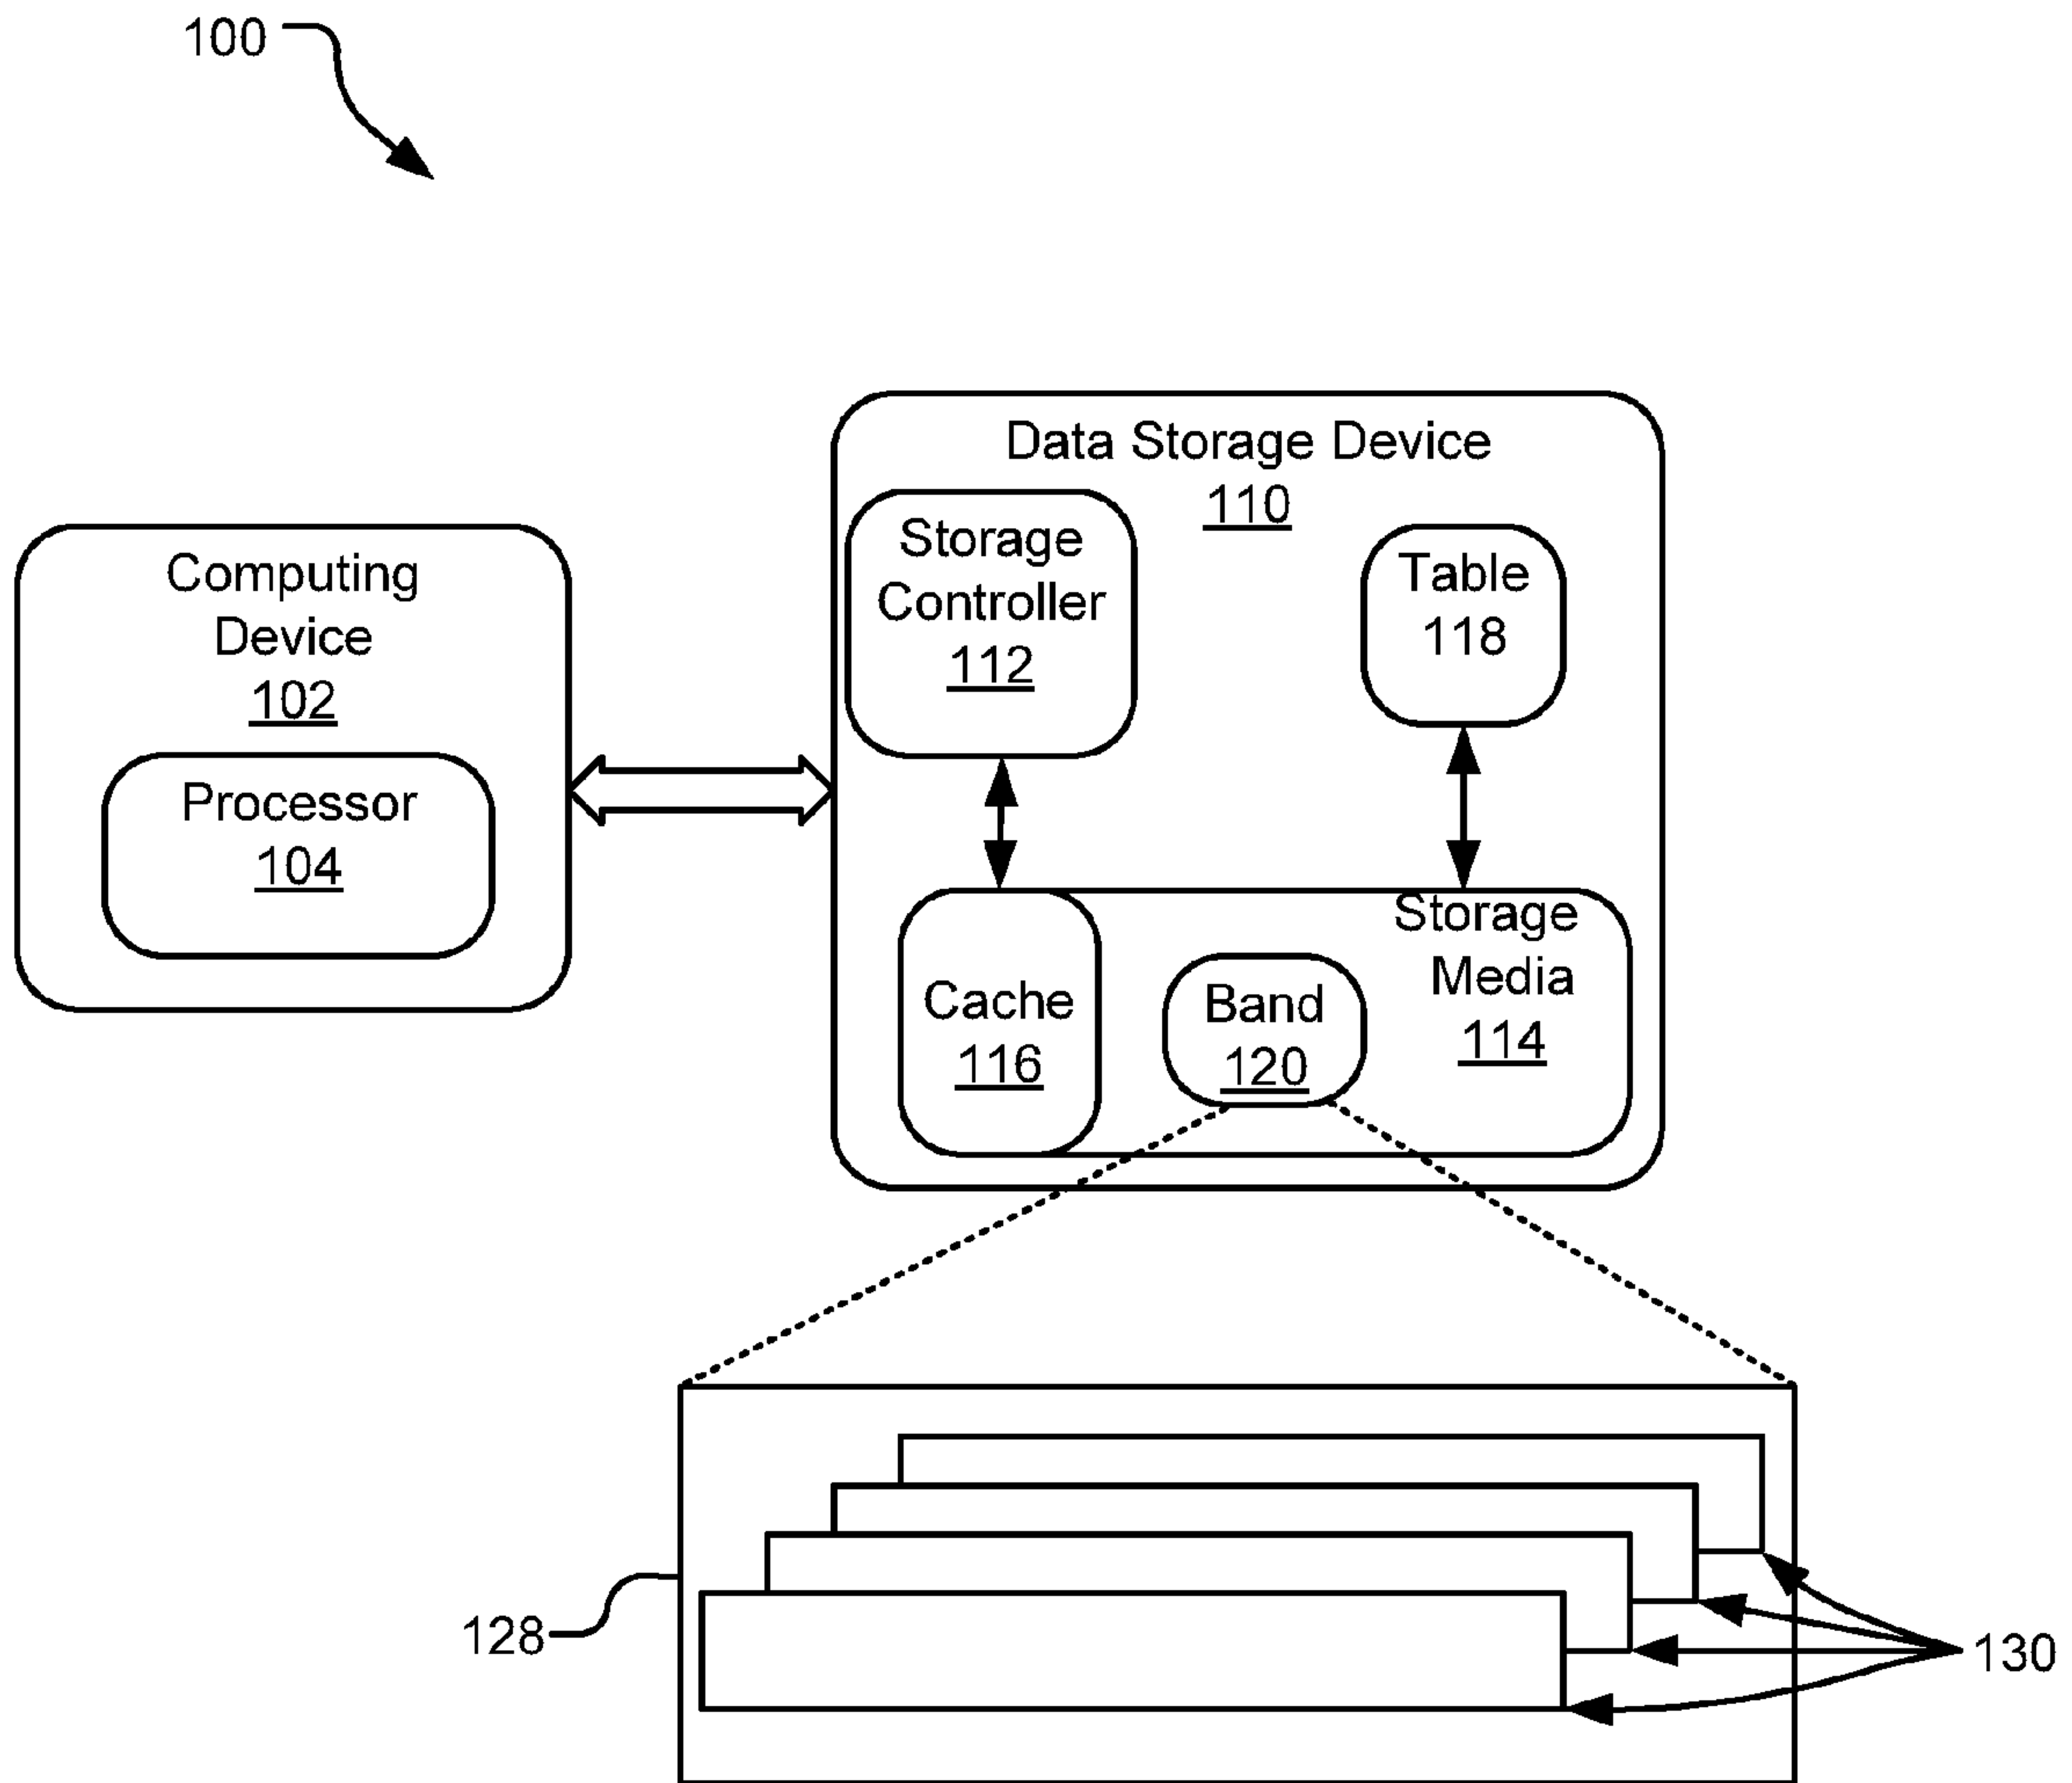 100
Data Storage Device
110
Storage
Controller
112
Table
118
Computing
Device
102
Processor
104
Storage
Media
114
Cache
116
Band
120
128
130